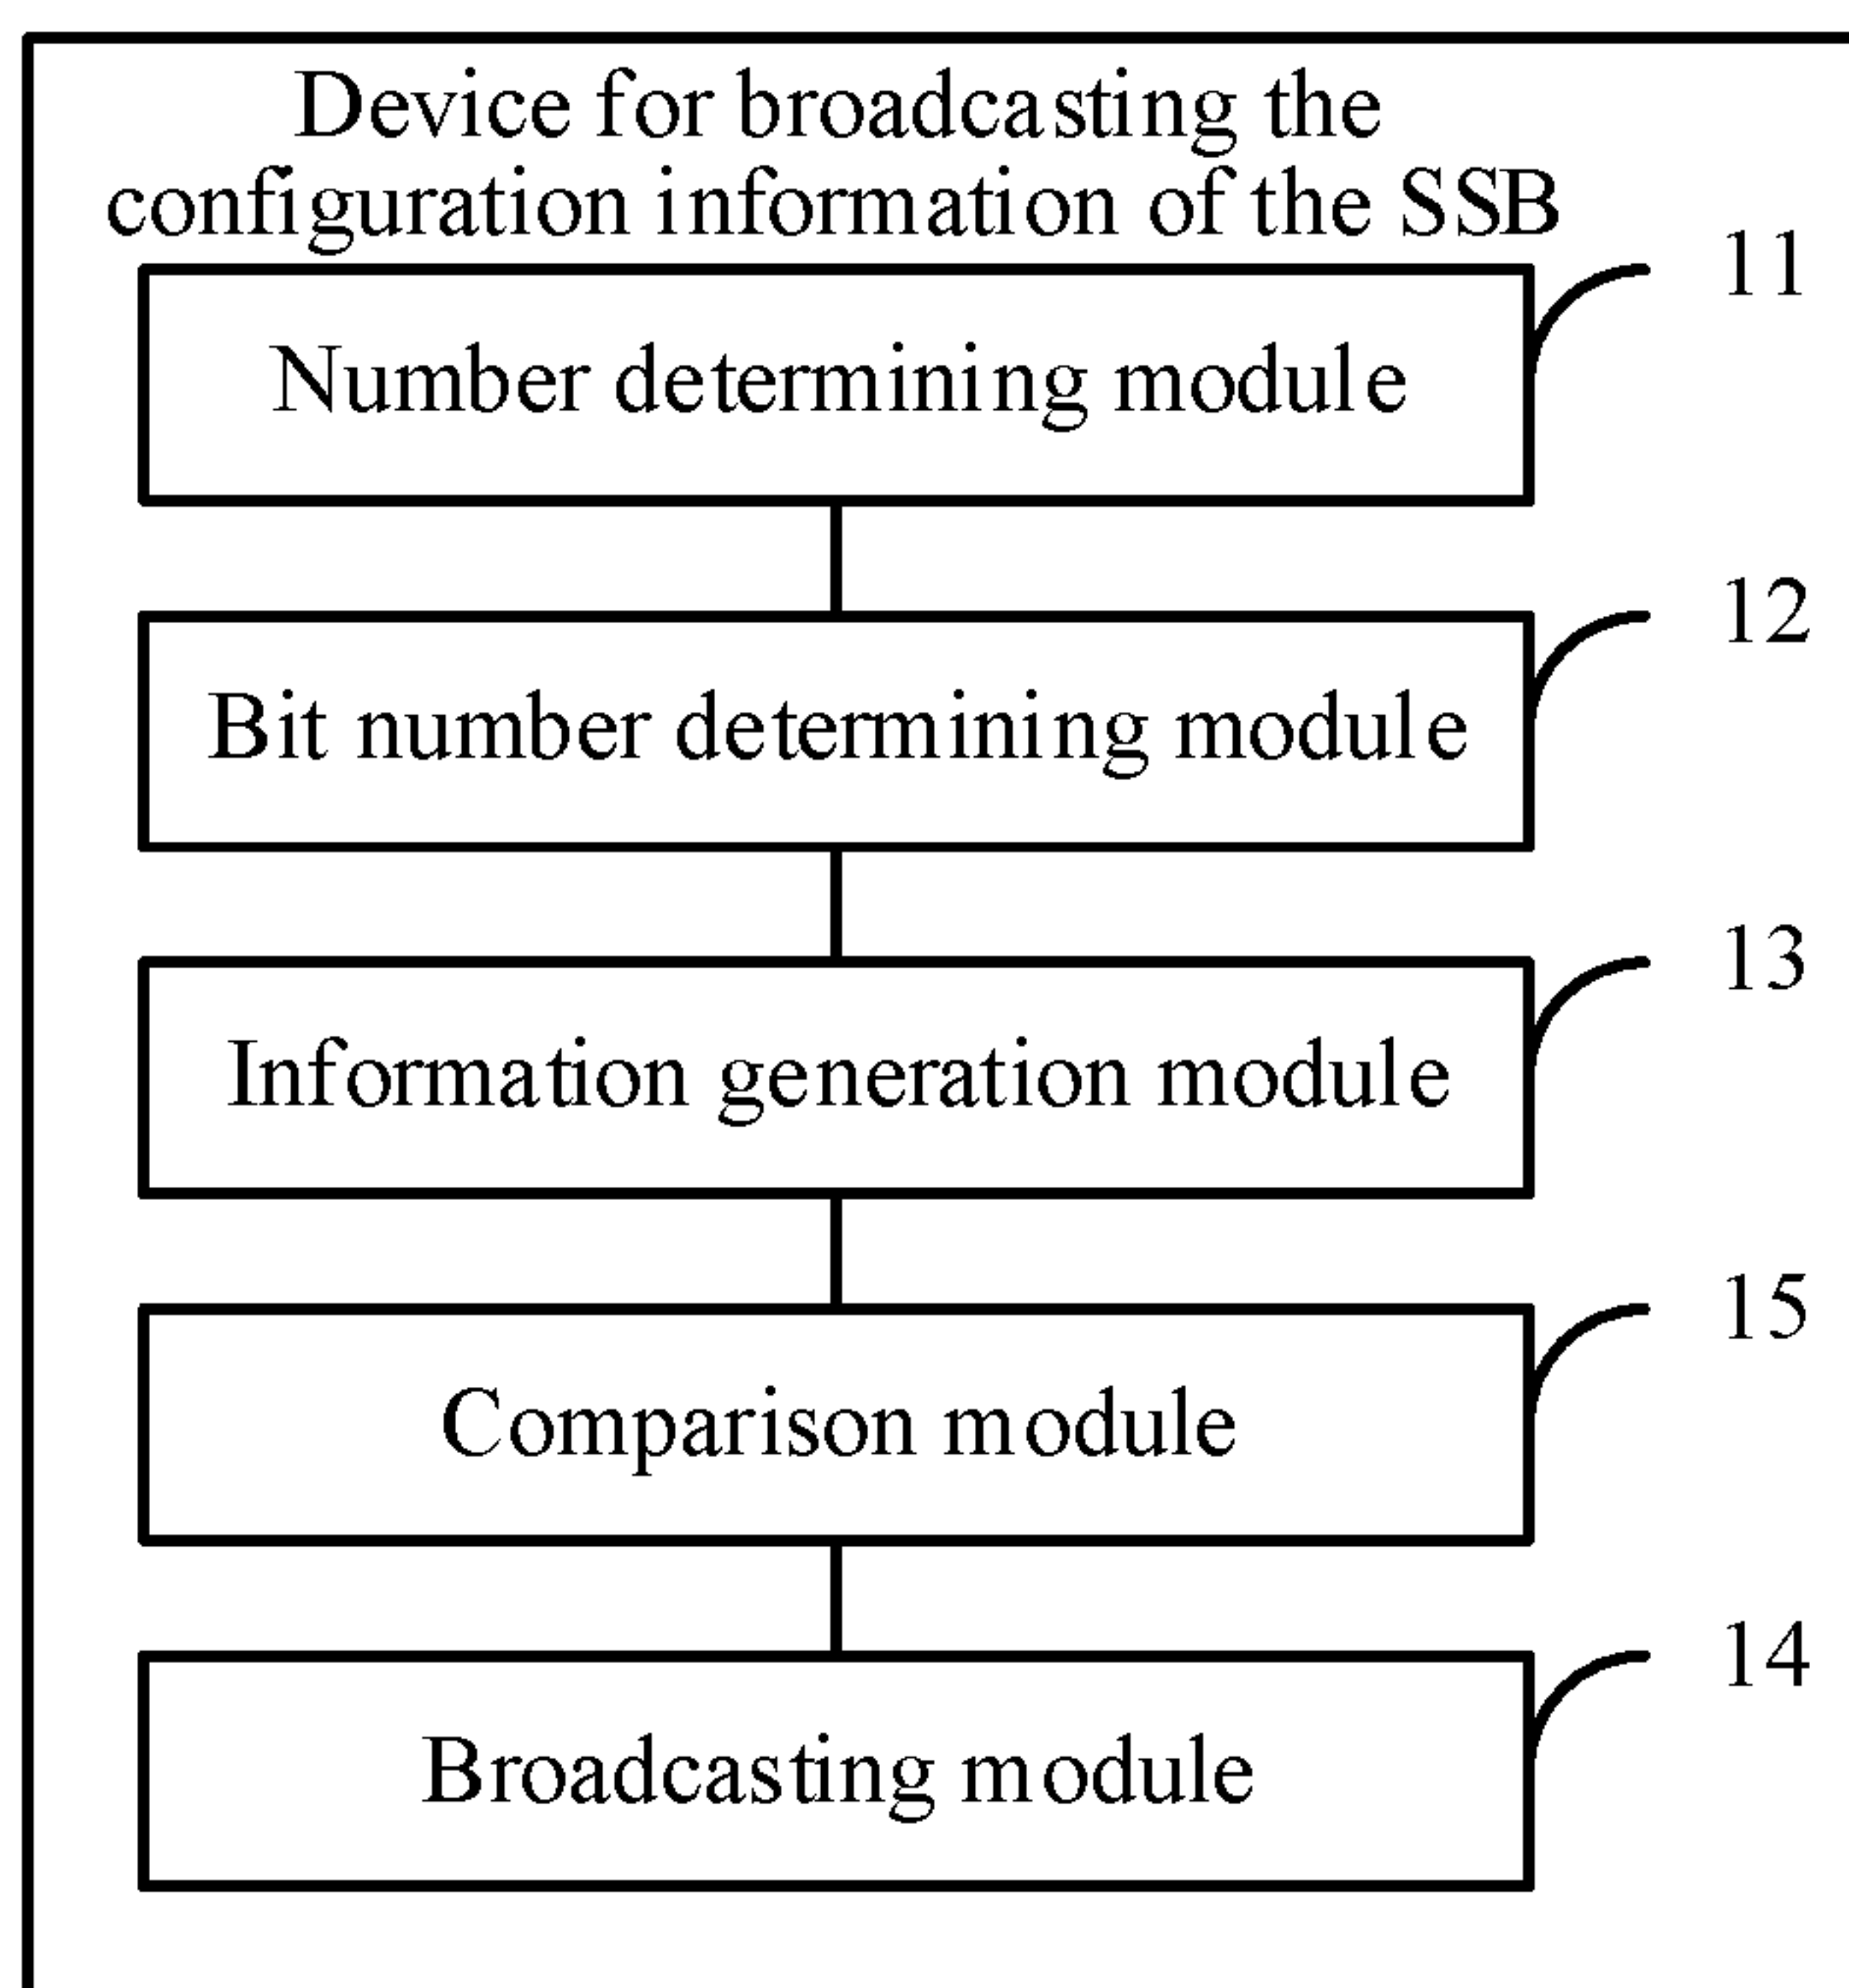 Device for broadcasting the
configuration information of the SSB
11
Number determining module
12
Bit number determining module
13
Information generation module
15
Comparison module
14
Broadcasting module